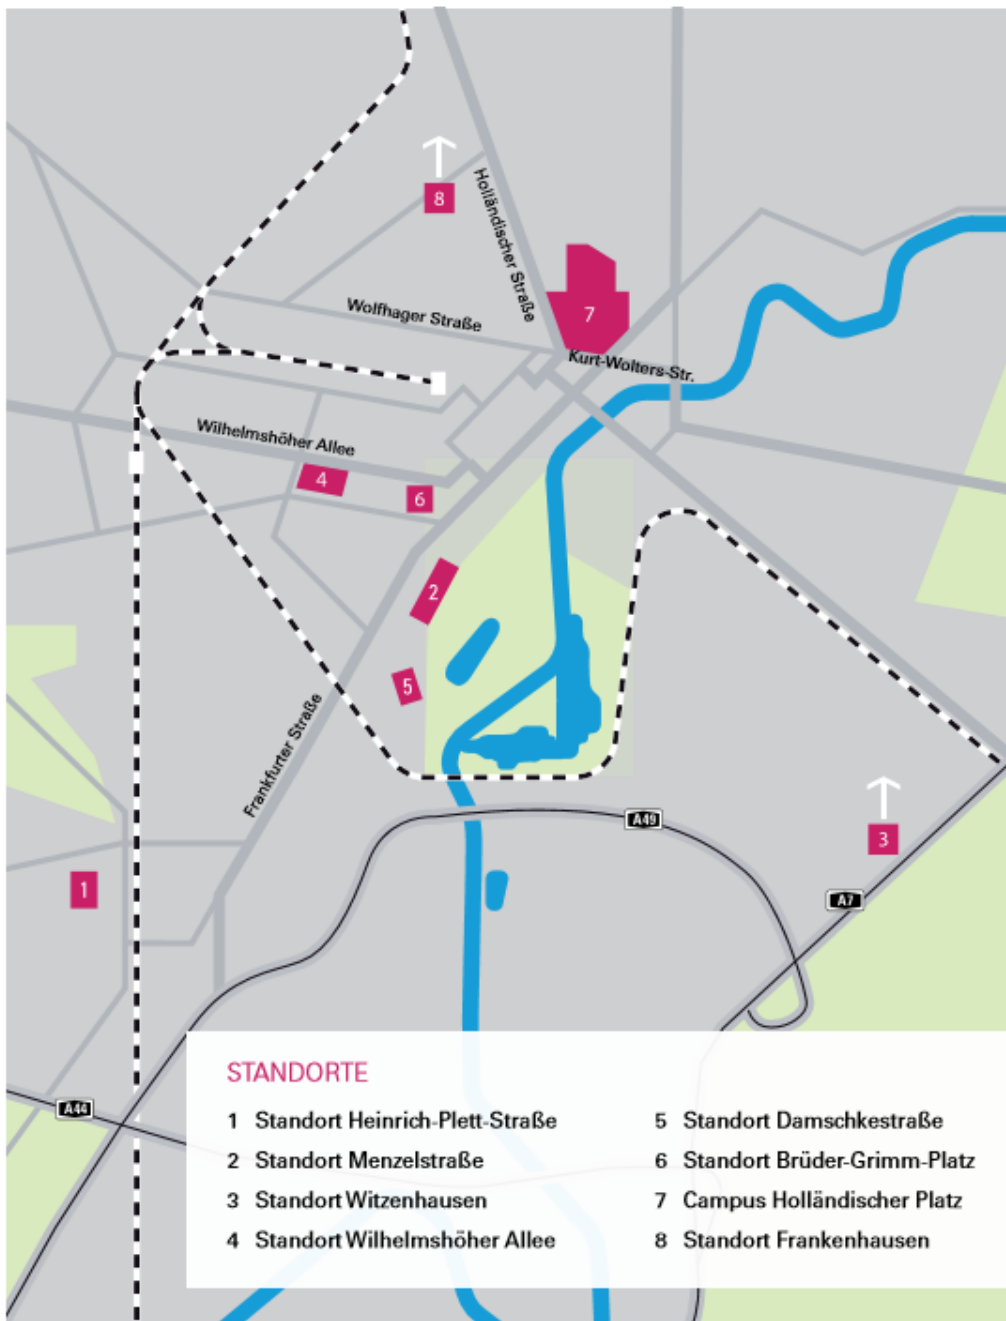 8
Holländischer Straße
7
Wolfhager Straße
Kurt-Wolters-Str.
Wilhelmshöher Allee
4
6
2
5
Frankfurter Straße
A49
3
1
A7
A44
STANDORTE
1 Standort Heinrich-Plett-Straße
2 Standort Menzelstraße
3 Standort Witzenhausen
4 Standort Wilhelmshöher Allee
5 Standort Damschkestraße
6 Standort Brüder-Grimm-Platz
7 Campus Holländischer Platz
8 Standort Frankenhausen